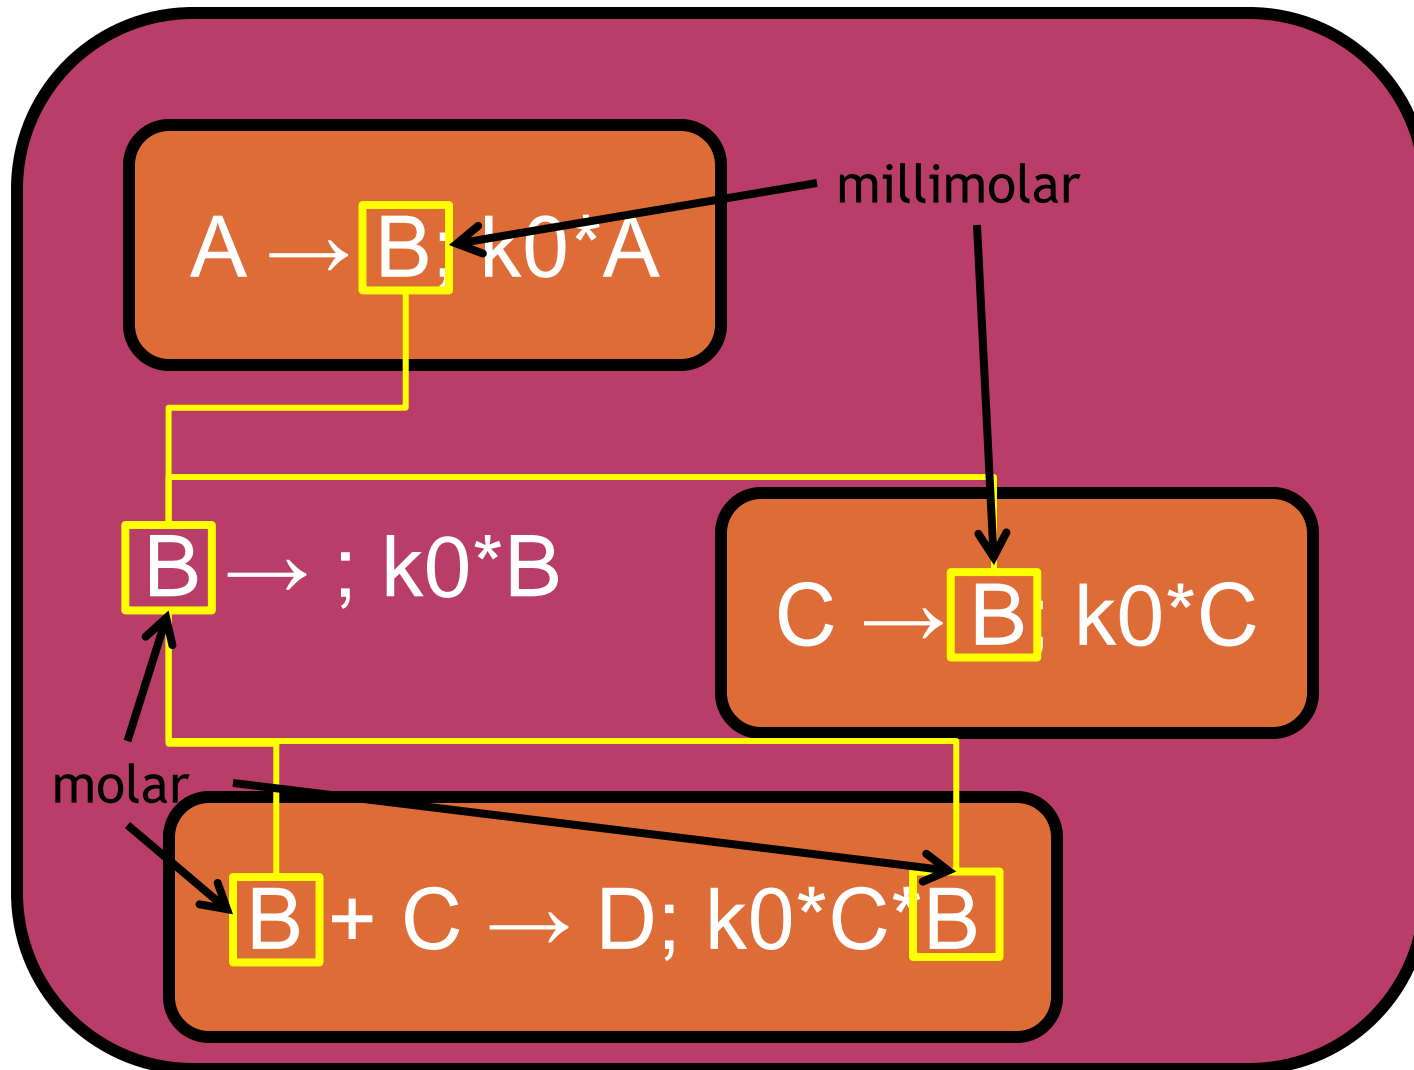 millimolar
A → B; k0*A
B → ; k0*B
C → B; k0*C
molar
B + C → D; k0*C*B